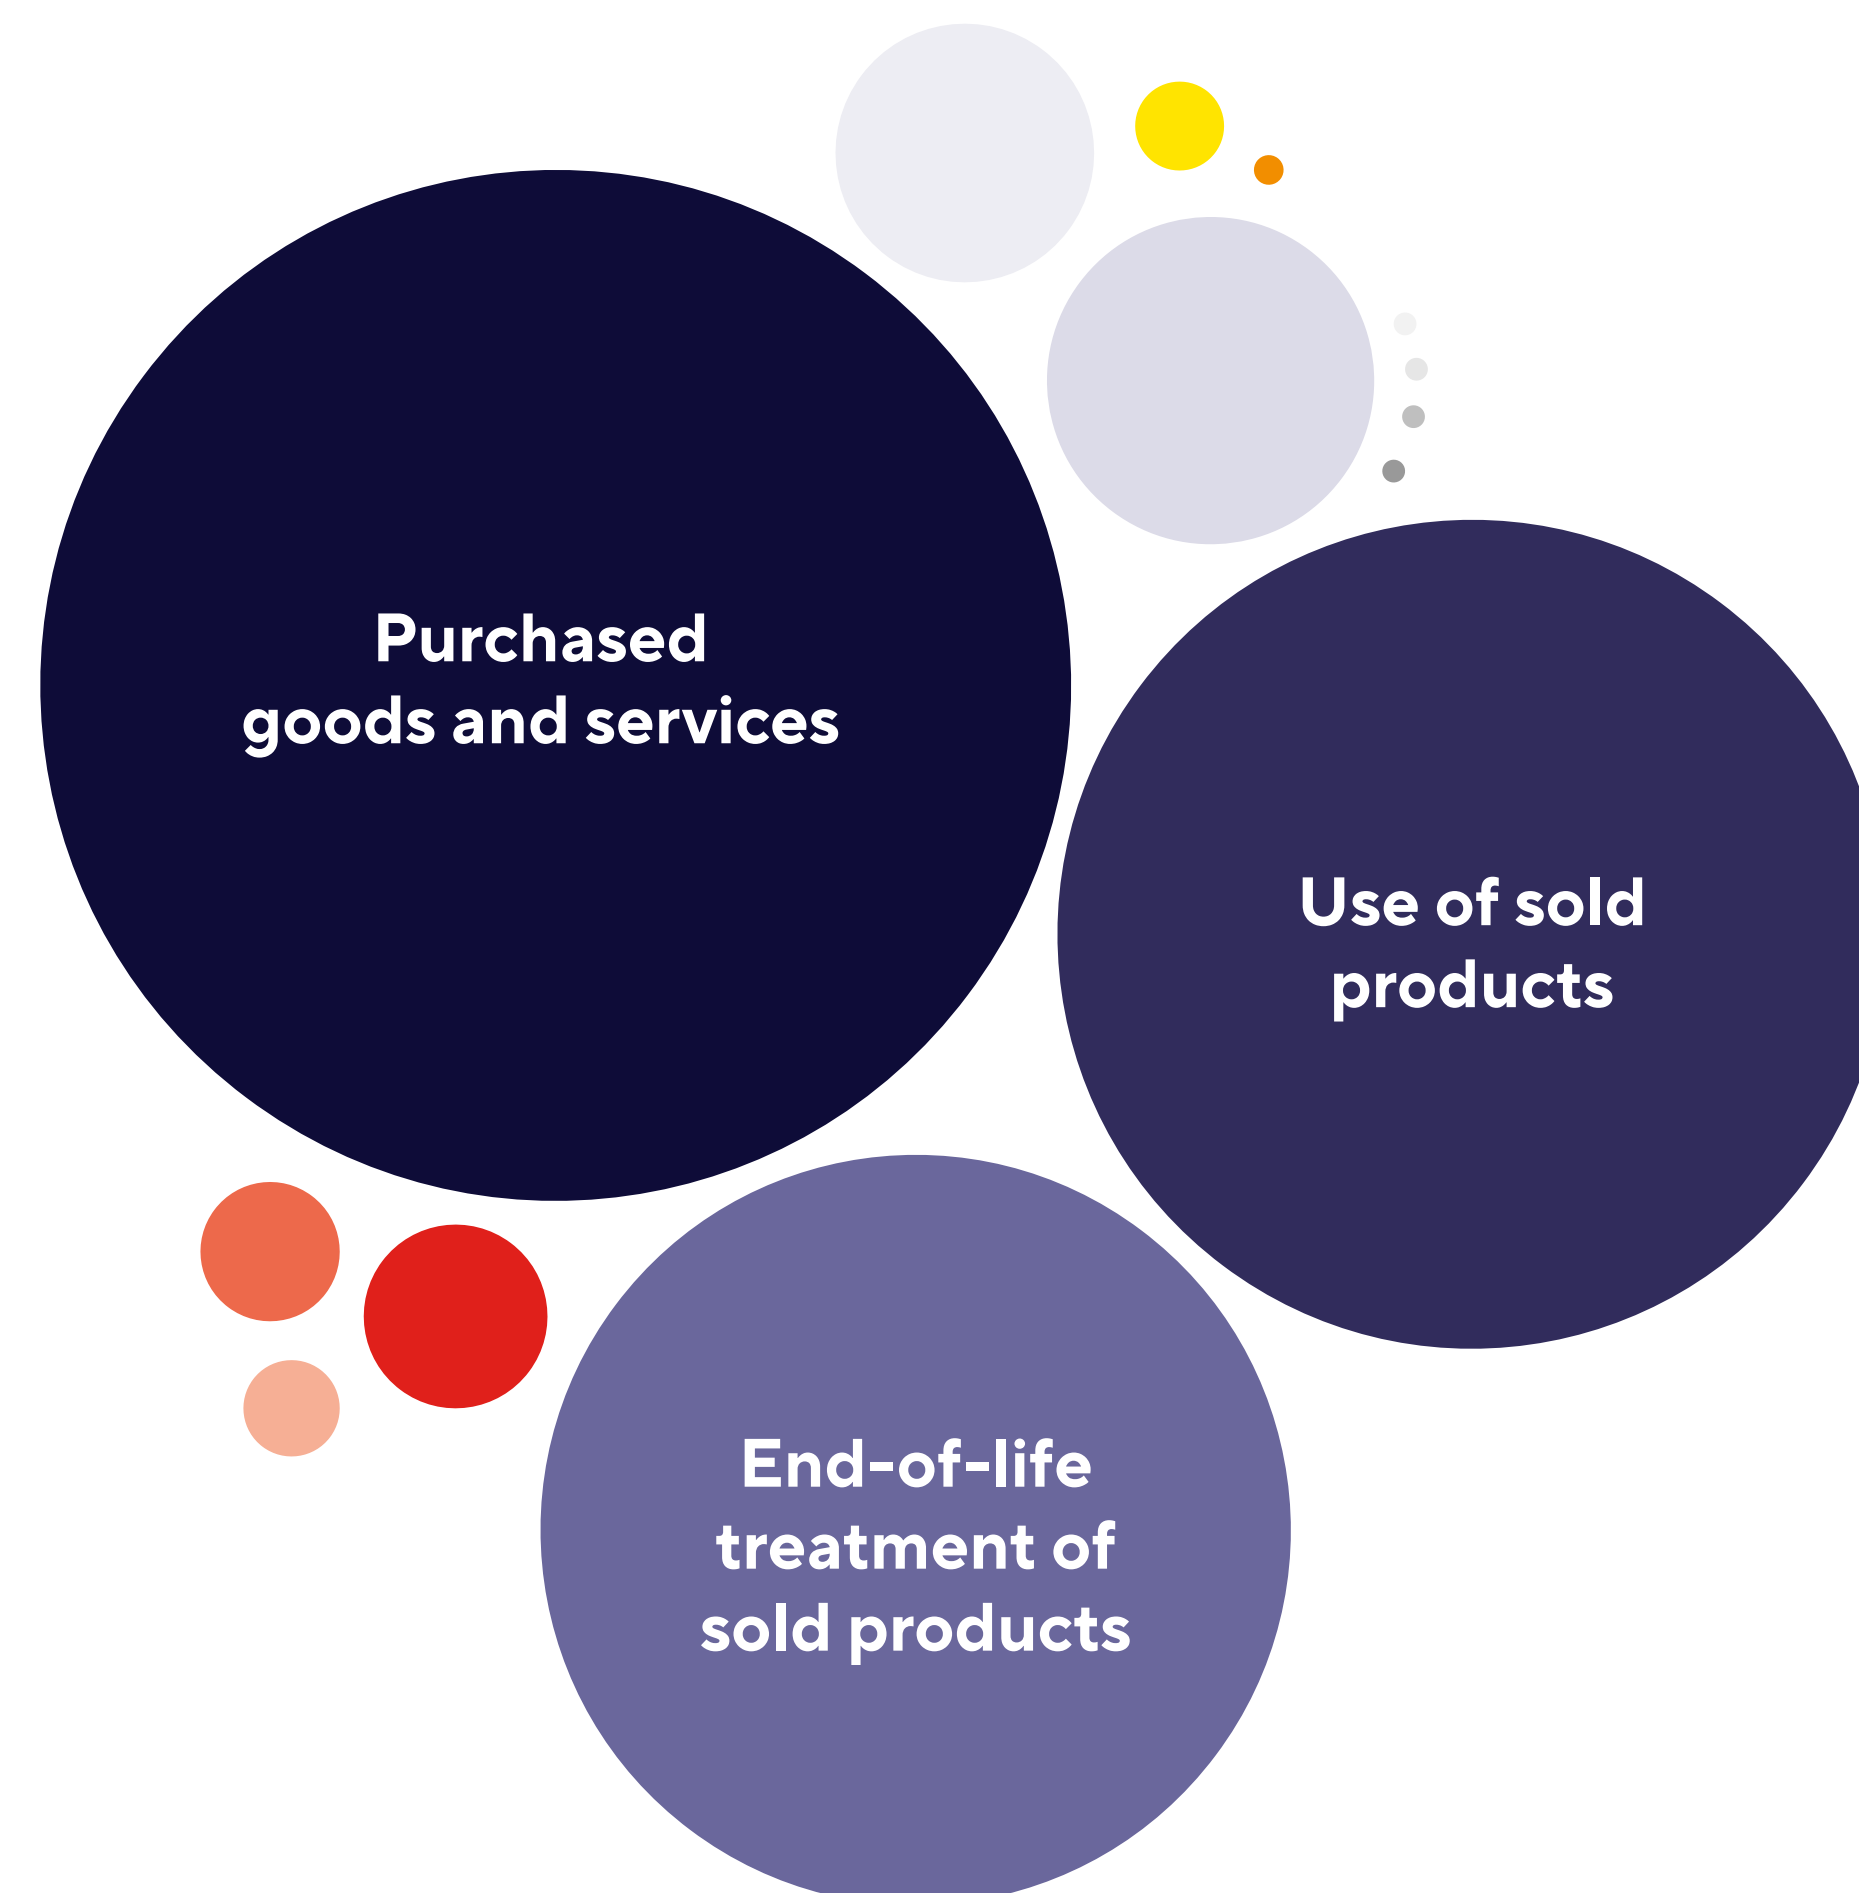 Purchased
goods and services
Use of sold
products
End-of-life
treatment of
sold products